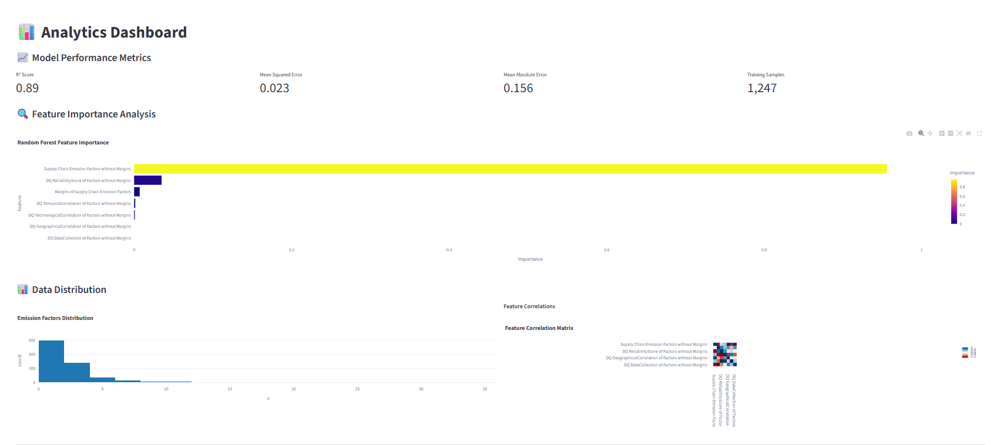 Analytics Dashboard
Model Performance Metrics
R² Score
0.89
Mean Squared Error
0.023
Mean Absolute Error
0.156
Training Samples
1,247
Feature Importance Analysis
Random Forest Feature Importance
Feature
Supply Chain Emission Factors without Margins
DQ ReliabilityScore of Factors without Margins
Margins of Supply Chain Emission Factors
DQ TemporalCorrelation of Factors without Margins
DQ TechnologicalCorrelation of Factors without Margins
DQ GeographicalCorrelation of Factors without Margins
DQ DataCollection of Factors without Margins
0 0.2 0.4 0.6 0.8 1
Importance
Importance
0.8
0.6
0.4
0.2
0
Data Distribution
Emission Factors Distribution
count
600
400
200
0
0 5 10 15 20 25 30 35
x
Feature Correlations
Feature Correlation Matrix
Supply Chain Emission Factors without Margins
DQ ReliabilityScore of Factors without Margins
DQ GeographicalCorrelation of Factors without Margins
DQ DataCollection of Factors without Margins
Supply Chain Emission Facto
DQ ReliabilityScore of Factor
DQ GeographicalCorrelation
DQ DataCollection of Factors